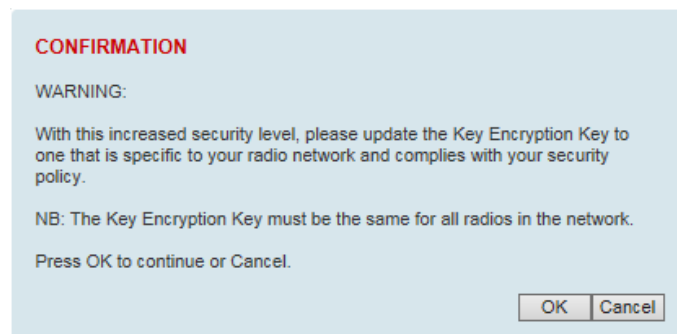 CONFIRMATION
WARNING:
With this increased security level, please update the Key Encryption Key to
one that is specific to your radio network and complies with your security
policy.
NB: The Key Encryption Key must be the same for all radios in the network.
Press OK to continue or Cancel.
OK Cancel